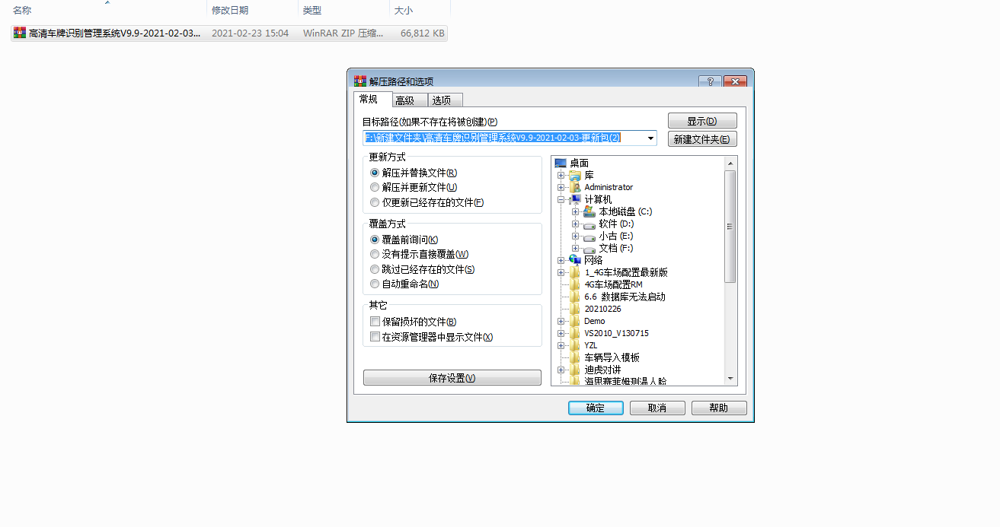 名称 修改日期 类型 大小
高清车牌识别管理系统V9.9-2021-02-03... 2021-02-23 15:04 WinRAR ZIP 压缩... 66,812 KB
解压路径和选项
常规 高级 选项
目标路径(如果不存在将被创建)(P)
显示(D)
F:\新建文件夹\高清车牌识别管理系统V9.9-2021-02-03-更新包(2)
新建文件夹(E)
更新方式
解压并替换文件(R)
解压并更新文件(U)
仅更新已经存在的文件(F)
覆盖方式
覆盖前询问(K)
没有提示直接覆盖(W)
跳过已经存在的文件(S)
自动重命名(N)
其它
保留损坏的文件(B)
在资源管理器中显示文件(X)
保存设置(V)
桌面
库
Administrator
计算机
本地磁盘 (C:)
软件 (D:)
小古 (E:)
文档 (F:)
网络
1_4G车场配置最新版
4G车场配置RM
6.6 数据库无法启动
20210226
Demo
VS2010_V130715
YZL
车辆导入模板
迪虎对讲
海思赛菲姆测温人脸
确定 取消 帮助